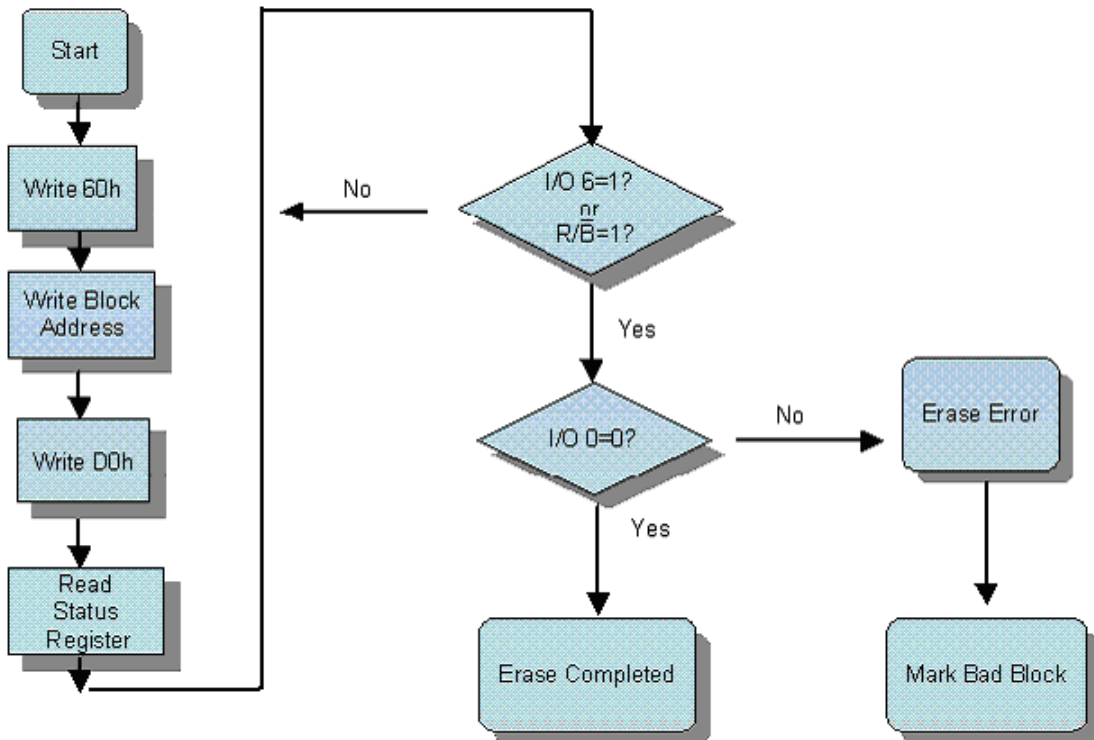 Start
Write 60h
Write Block
Address
Write D0h
Read
Status
Register
I/O 6=1?
or
R/B̅=1?
No
Yes
I/O 0=0?
No
Yes
Erase Error
Erase Completed
Mark Bad Block